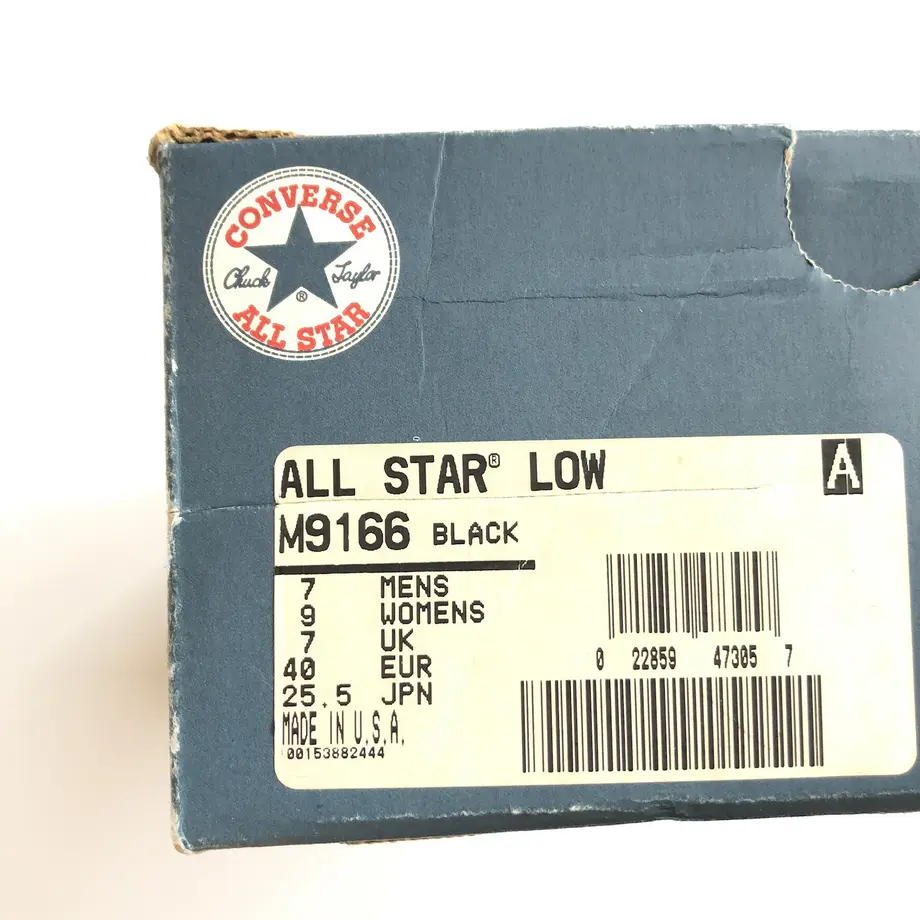 CONVERSE
Chuck Taylor
®
ALL STAR
ALL STAR® LOW
A
M9166 BLACK
7 MENS
9 WOMENS
7 UK
40 EUR
25.5 JPN
MADE IN U.S.A.
00153882444
0 22859 47305 7